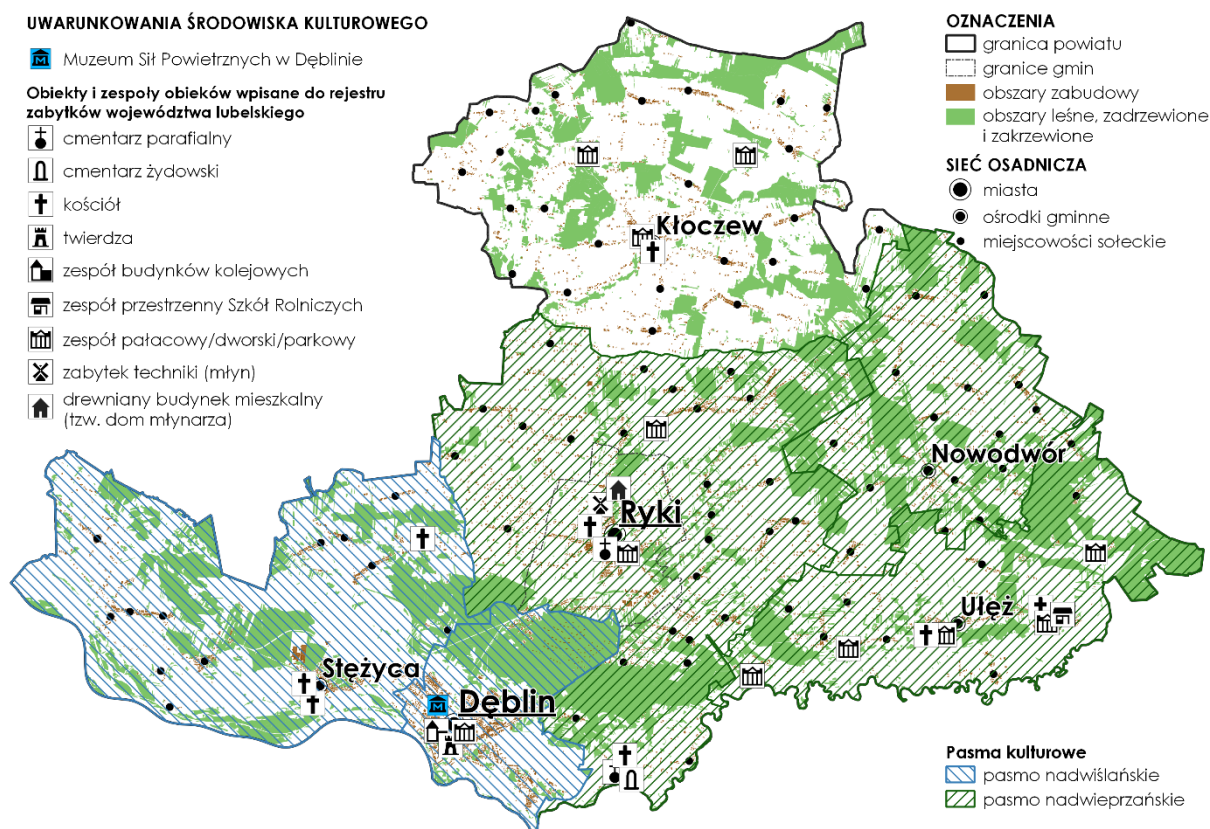 UWARUNKOWANIA ŚRODOWISKA KULTUROWEGO
Muzeum Sił Powietrznych w Dęblinie
Obiekty i zespoły obieków wpisane do rejestru
zabytków województwa lubelskiego
cmentarz parafialny
cmentarz żydowski
kościół
twierdza
zespół budynków kolejowych
zespół przestrzenny Szkół Rolniczych
zespół pałacowy/dworski/parkowy
zabytek techniki (młyn)
drewniany budynek mieszkalny
(tzw. dom młynarza)
OZNACZENIA
granica powiatu
granice gmin
obszary zabudowy
obszary leśne, zadrzewione
i zakrzewione
SIEĆ OSADNICZA
miasta
ośrodki gminne
miejscowości sołeckie
Kłoczew
Nowodwór
Ryki
Ułęż
Stężyca
Dęblin
Pasma kulturowe
pasmo nadwiślańskie
pasmo nadwieprzańskie